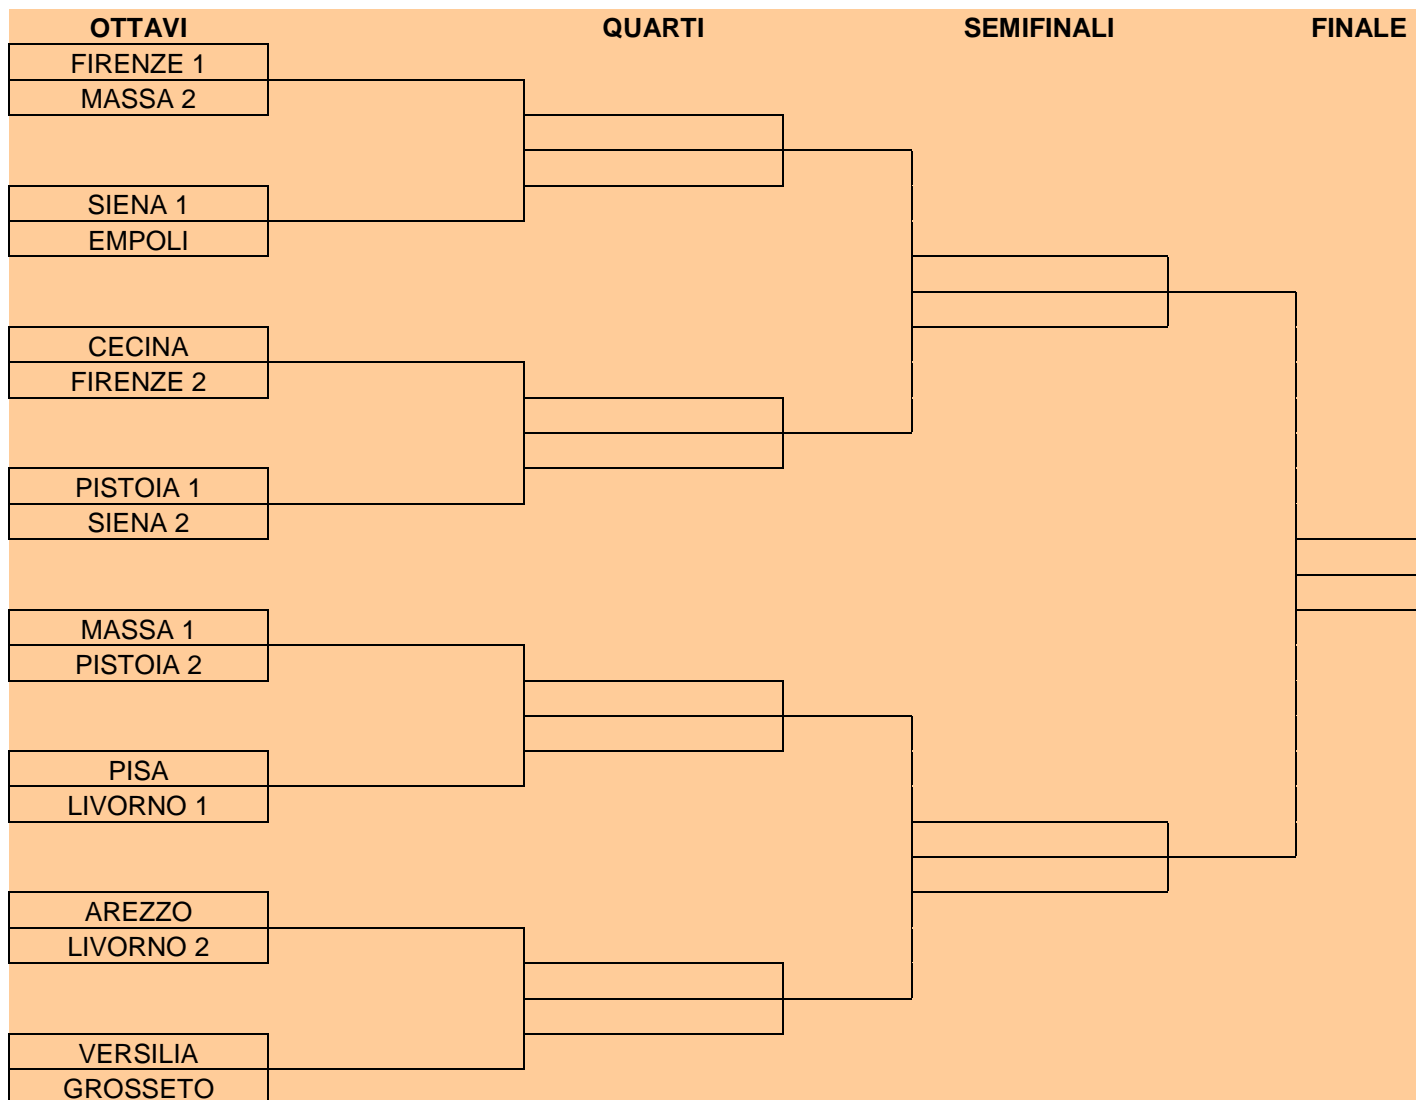 OTTAVI QUARTI SEMIFINALI FINALE
FIRENZE 1
MASSA 2
SIENA 1
EMPOLI
CECINA
FIRENZE 2
PISTOIA 1
SIENA 2
MASSA 1
PISTOIA 2
PISA
LIVORNO 1
AREZZO
LIVORNO 2
VERSILIA
GROSSETO